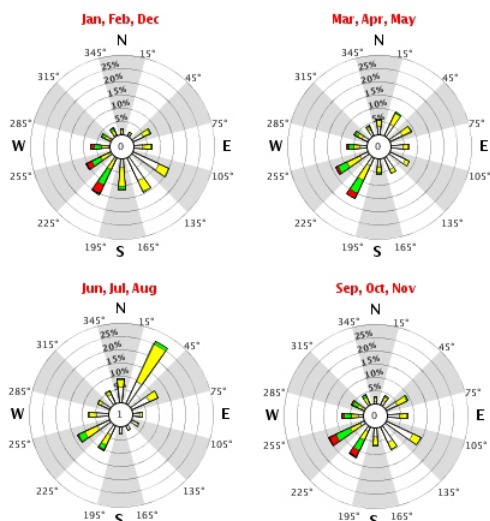 Jan, Feb, Dec
N
345° 15°
315° 45°
25%
20%
15%
10%
5%
285° 75°
W 0 E
255° 105°
225° 135°
195° 165°
S
Mar, Apr, May
N
345° 15°
315° 45°
25%
20%
15%
10%
5%
285° 75°
W 0 E
255° 105°
225° 135°
195° 165°
S
Jun, Jul, Aug
N
345° 15°
315° 45°
25%
20%
15%
10%
285° 75°
W 1 E
255° 105°
225° 135°
195° 165°
S
Sep, Oct, Nov
N
345° 15°
315° 45°
25%
20%
15%
10%
5%
285° 75°
W 0 E
255° 105°
225° 135°
195° 165°
S